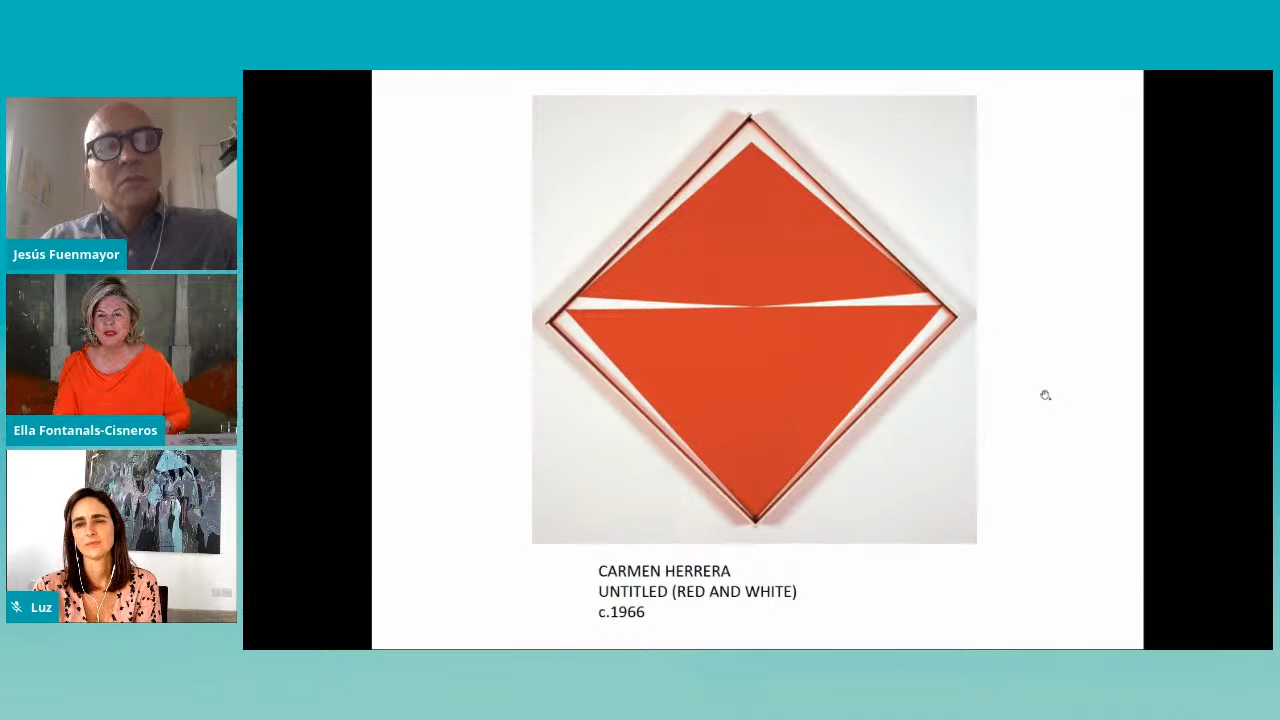 Jesús Fuenmayor
Ella Fontanals-Cisneros
Luz
CARMEN HERRERA
UNTITLED (RED AND WHITE)
c.1966